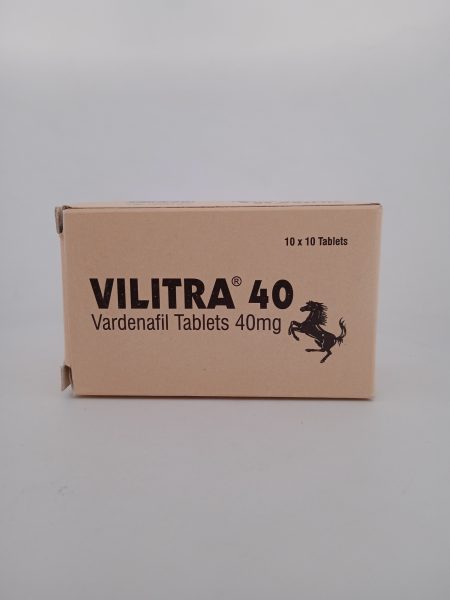 10 x 10 Tablets
VILITRA® 40
Vardenafil Tablets 40mg